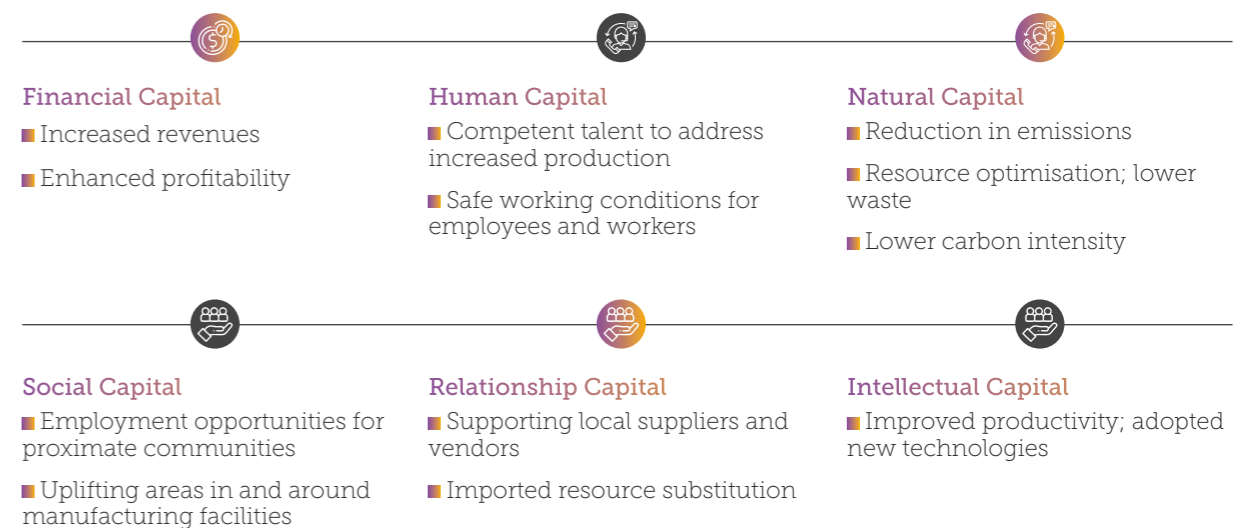 Financial Capital
Increased revenues
Enhanced profitability
Human Capital
Competent talent to address
increased production
Safe working conditions for
employees and workers
Natural Capital
Reduction in emissions
Resource optimisation; lower
waste
Lower carbon intensity
Social Capital
Employment opportunities for
proximate communities
Uplifting areas in and around
manufacturing facilities
Relationship Capital
Supporting local suppliers and
vendors
Imported resource substitution
Intellectual Capital
Improved productivity; adopted
new technologies